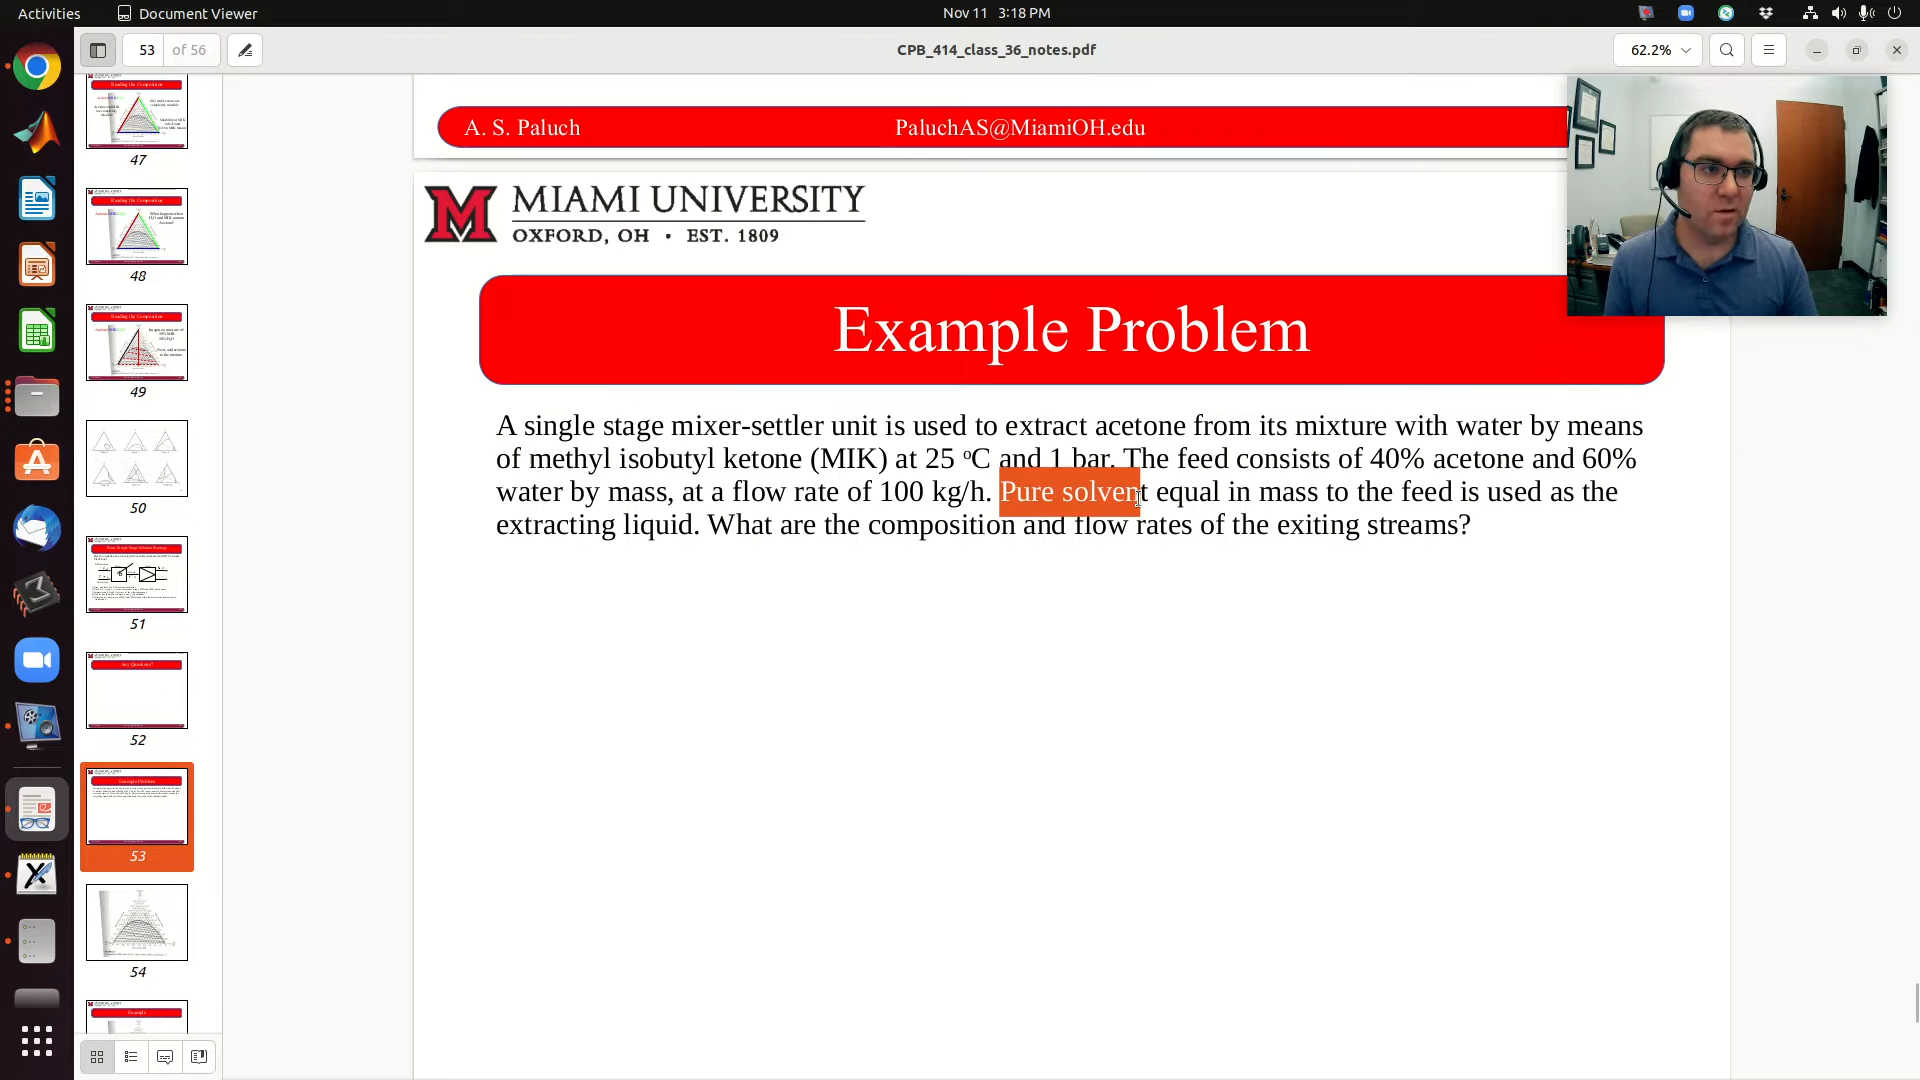 Activities
Document Viewer
Nov 11 3:18 PM
53 of 56
CPB_414_class_36_notes.pdf
62.2%
47
48
49
50
51
52
53
54
Any Questions?
Example Problem
Example
A. S. Paluch
PaluchAS@MiamiOH.edu
M
MIAMI UNIVERSITY
OXFORD, OH • EST. 1809
Example Problem
A single stage mixer-settler unit is used to extract acetone from its mixture with water by means
of methyl isobutyl ketone (MIK) at 25 °C and 1 bar. The feed consists of 40% acetone and 60%
water by mass, at a flow rate of 100 kg/h. Pure solvent equal in mass to the feed is used as the
extracting liquid. What are the composition and flow rates of the exiting streams?